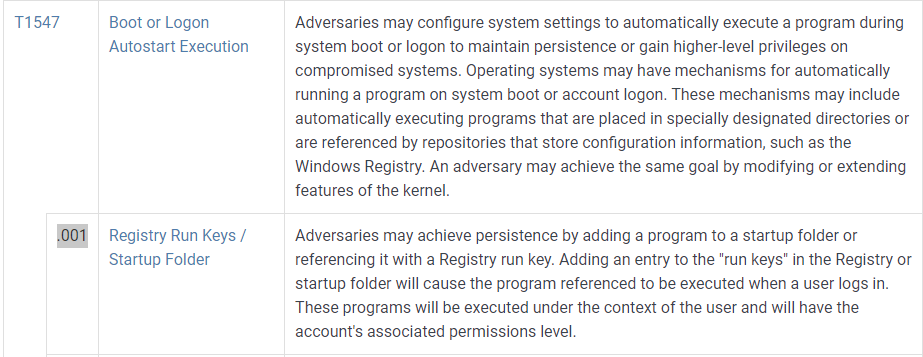 T1547
Boot or Logon
Autostart Execution
Adversaries may configure system settings to automatically execute a program during
system boot or logon to maintain persistence or gain higher-level privileges on
compromised systems. Operating systems may have mechanisms for automatically
running a program on system boot or account logon. These mechanisms may include
automatically executing programs that are placed in specially designated directories or
are referenced by repositories that store configuration information, such as the
Windows Registry. An adversary may achieve the same goal by modifying or extending
features of the kernel.
.001
Registry Run Keys /
Startup Folder
Adversaries may achieve persistence by adding a program to a startup folder or
referencing it with a Registry run key. Adding an entry to the "run keys" in the Registry or
startup folder will cause the program referenced to be executed when a user logs in.
These programs will be executed under the context of the user and will have the
account's associated permissions level.